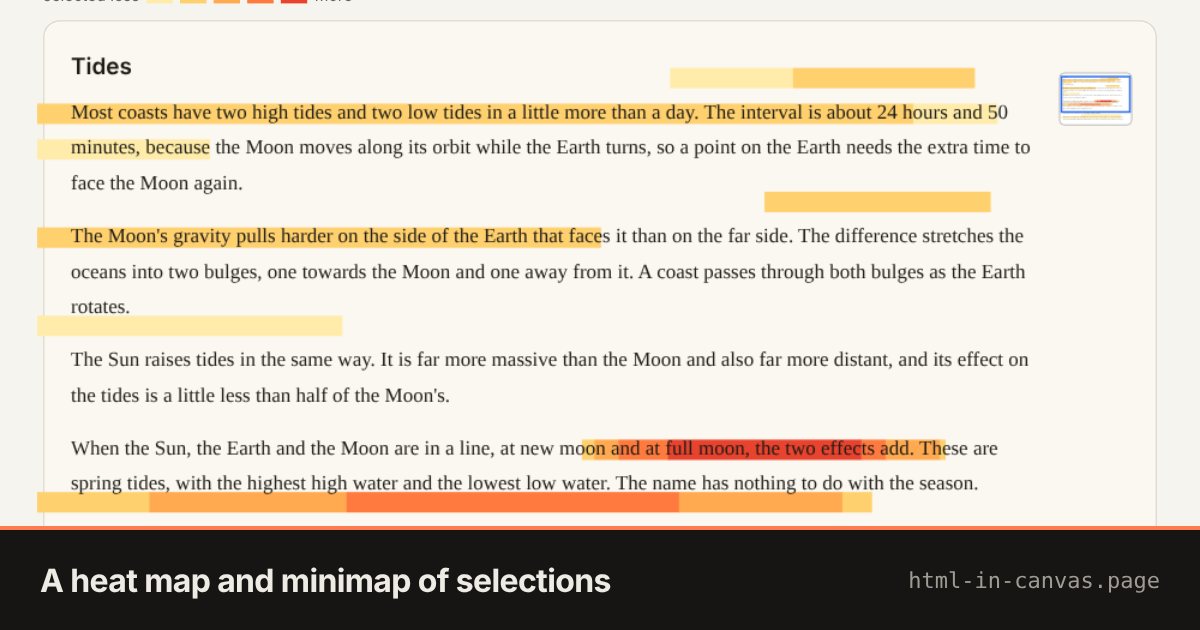 Tides
Most coasts have two high tides and two low tides in a little more than a day. The interval is about 24 hours and 50
minutes, because the Moon moves along its orbit while the Earth turns, so a point on the Earth needs the extra time to
face the Moon again.
The Moon's gravity pulls harder on the side of the Earth that faces it than on the far side. The difference stretches the
oceans into two bulges, one towards the Moon and one away from it. A coast passes through both bulges as the Earth
rotates.
The Sun raises tides in the same way. It is far more massive than the Moon and also far more distant, and its effect on
the tides is a little less than half of the Moon's.
When the Sun, the Earth and the Moon are in a line, at new moon and at full moon, the two effects add. These are
spring tides, with the highest high water and the lowest low water. The name has nothing to do with the season.
A heat map and minimap of selections
html-in-canvas.page